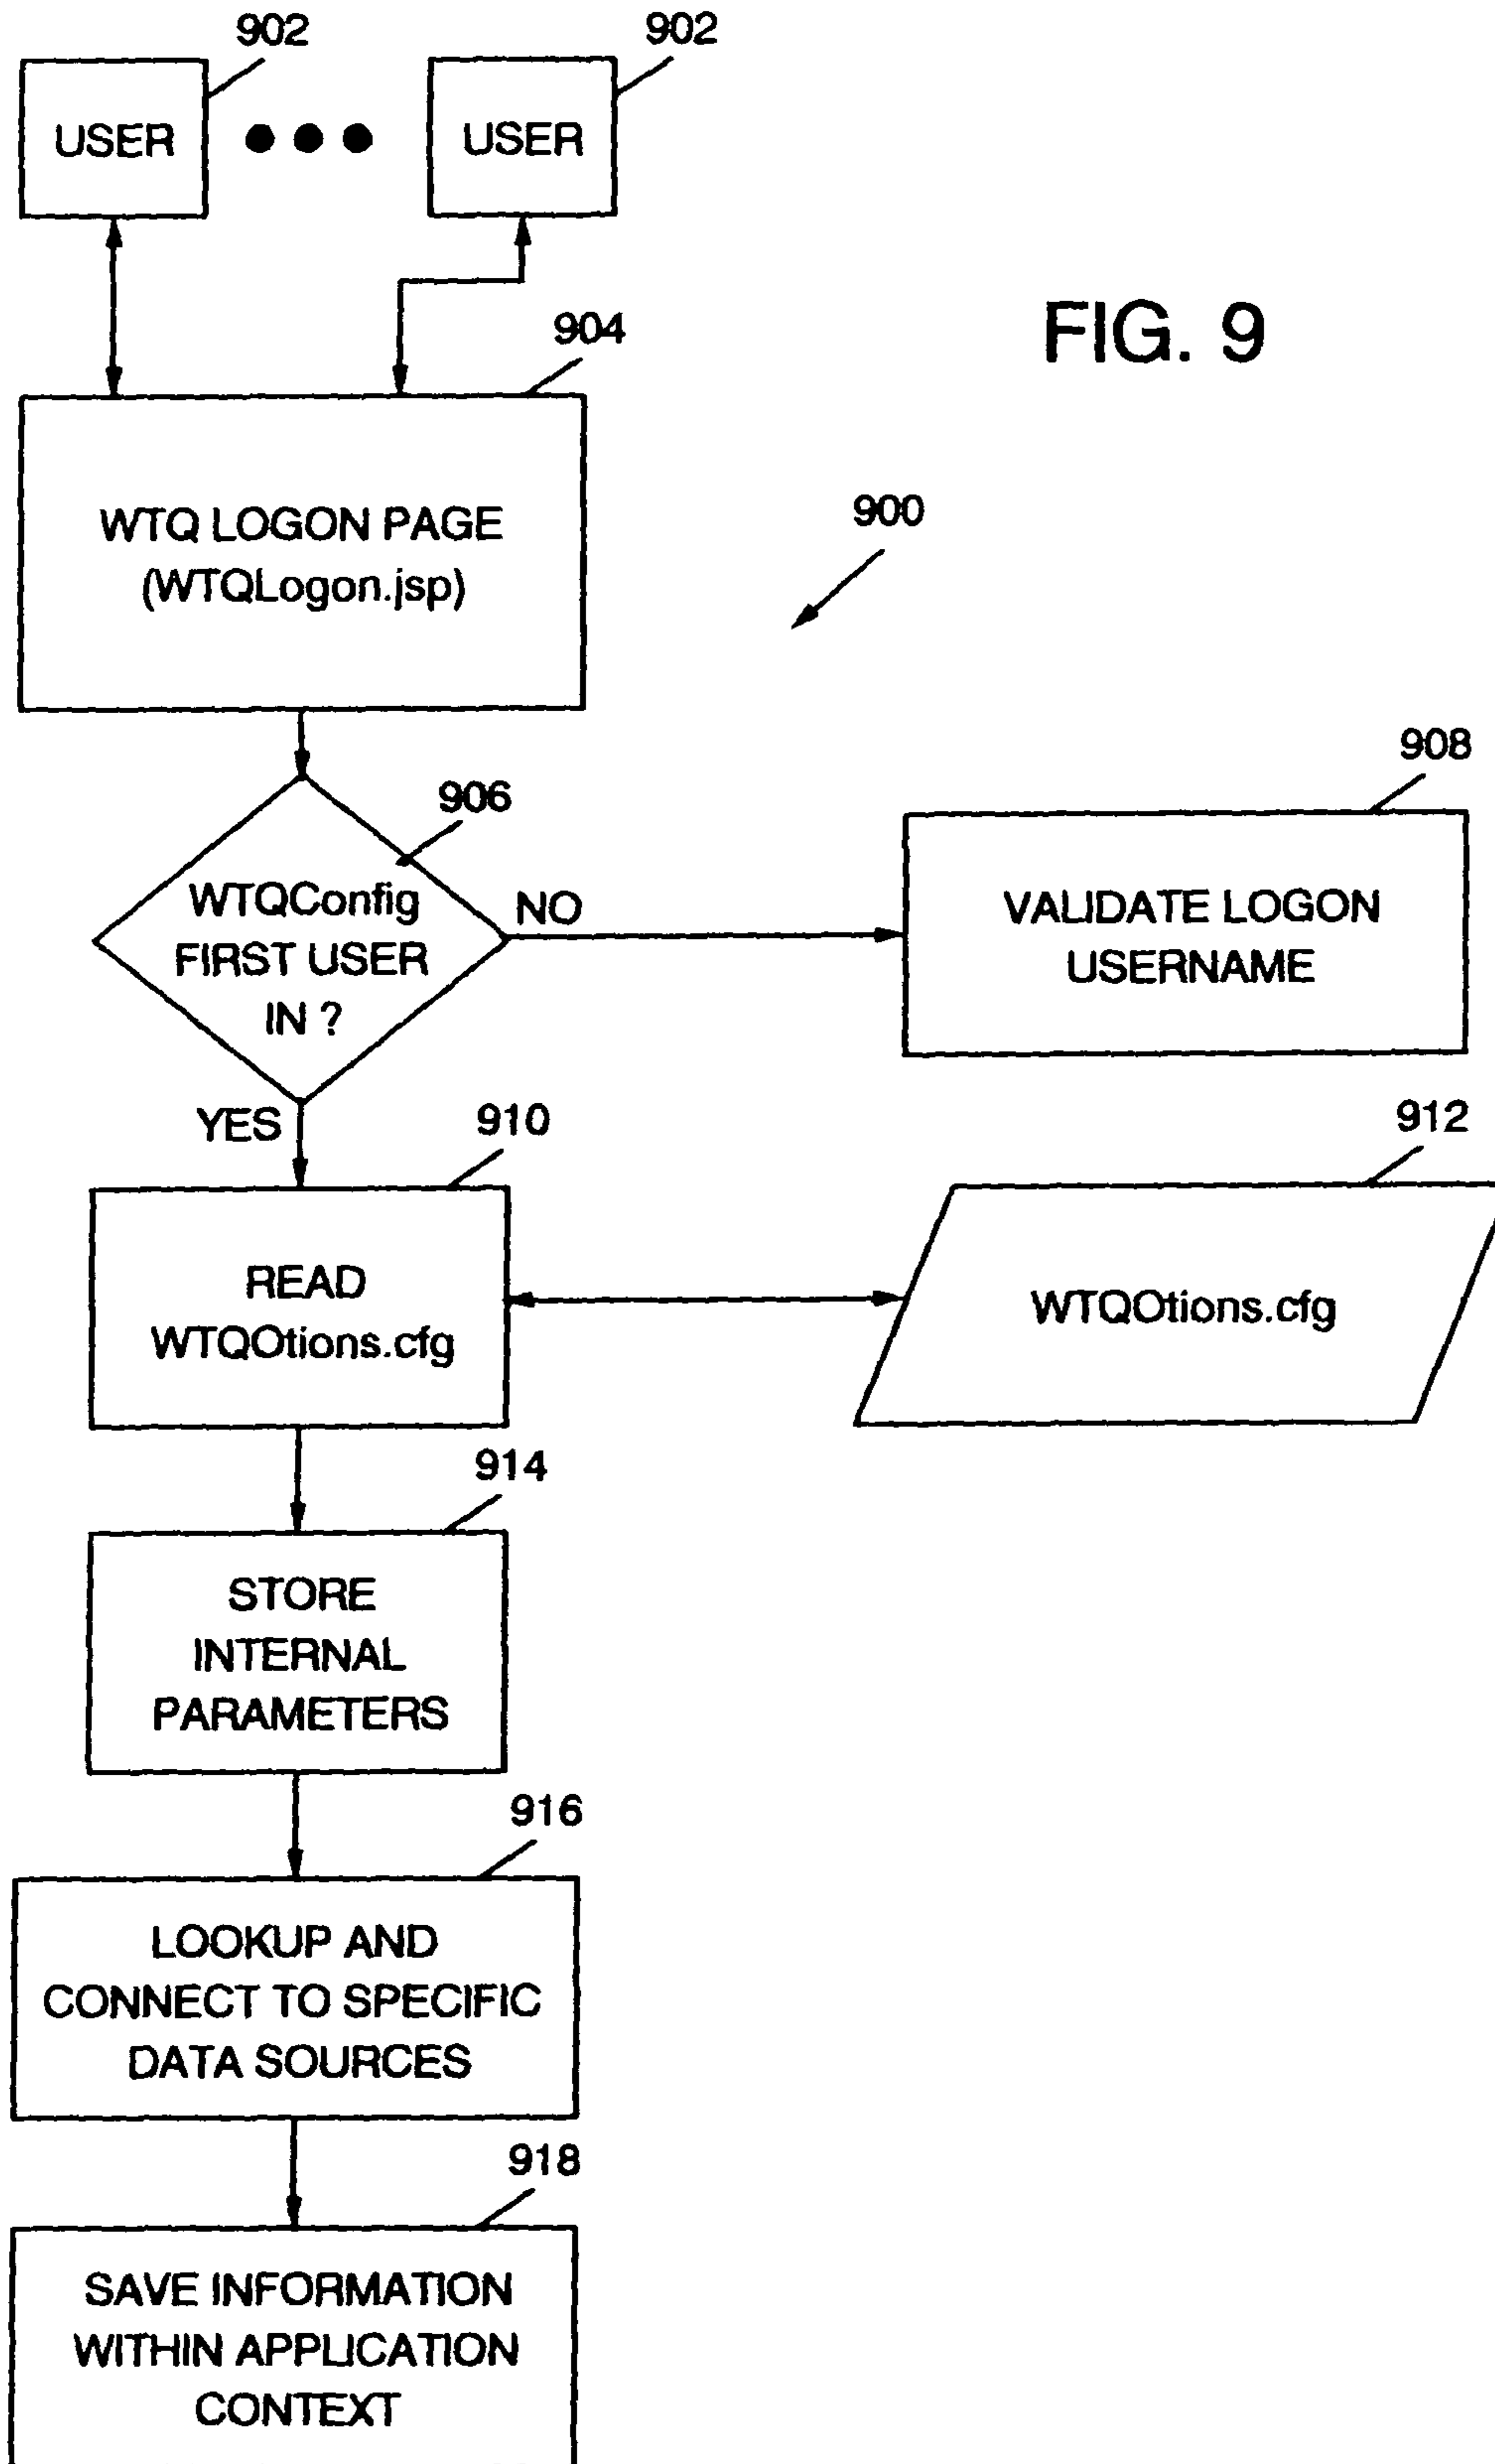 902
902
USER
USER
FIG. 9
904
WTQ LOGON PAGE
(WTQLogon.jsp)
900
906
908
WTQConfig
FIRST USER
IN ?
NO
VALIDATE LOGON
USERNAME
YES
910
912
READ
WTQOtions.cfg
WTQOtions.cfg
914
STORE
INTERNAL
PARAMETERS
916
LOOKUP AND
CONNECT TO SPECIFIC
DATA SOURCES
918
SAVE INFORMATION
WITHIN APPLICATION
CONTEXT